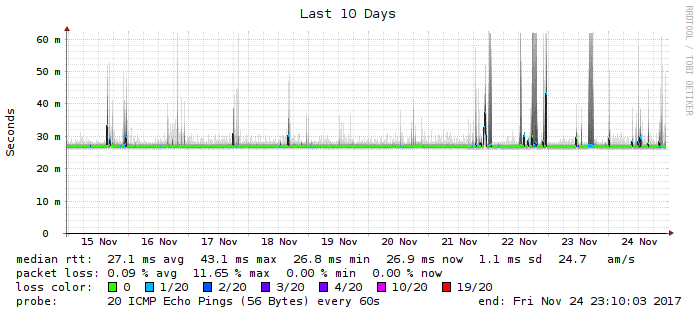 Last 10 Days
RRDTOOL / TOBI OETIKER
Seconds
60 m
50 m
40 m
30 m
20 m
10 m
0
15 Nov 16 Nov 17 Nov 18 Nov 19 Nov 20 Nov 21 Nov 22 Nov 23 Nov 24 Nov
median rtt: 27.1 ms avg 43.1 ms max 26.8 ms min 26.9 ms now 1.1 ms sd 24.7 am/s
packet loss: 0.09 % avg 11.65 % max 0.00 % min 0.00 % now
loss color: 0 1/20 2/20 3/20 4/20 10/20 19/20
probe: 20 ICMP Echo Pings (56 Bytes) every 60s end: Fri Nov 24 23:10:03 2017